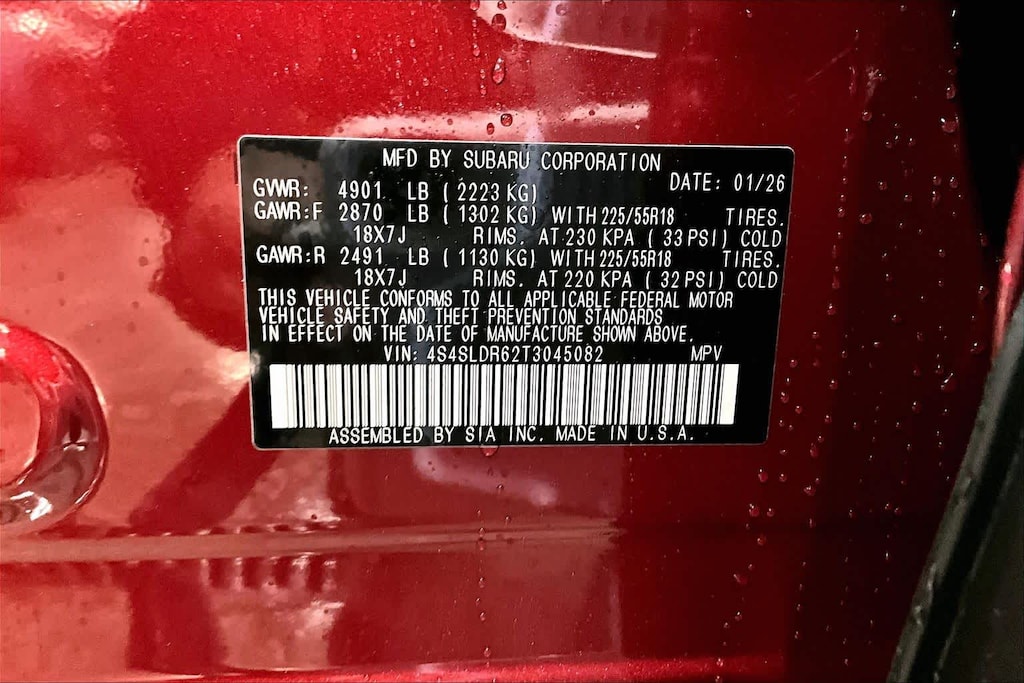 MFD BY SUBARU CORPORATION
DATE: 01/26
GVWR: 4901 LB ( 2223 KG)
GAWR:F 2870 LB ( 1302 KG) WITH 225/55R18 TIRES.
18X7J RIMS. AT 230 KPA ( 33 PSI) COLD
GAWR:R 2491 LB ( 1130 KG) WITH 225/55R18 TIRES.
18X7J RIMS. AT 220 KPA ( 32 PSI) COLD
THIS VEHICLE CONFORMS TO ALL APPLICABLE FEDERAL MOTOR
VEHICLE SAFETY AND THEFT PREVENTION STANDARDS
IN EFFECT ON THE DATE OF MANUFACTURE SHOWN ABOVE.
VIN: 4S4SLDR62T3045082 MPV
ASSEMBLED BY SIA INC. MADE IN U.S.A.